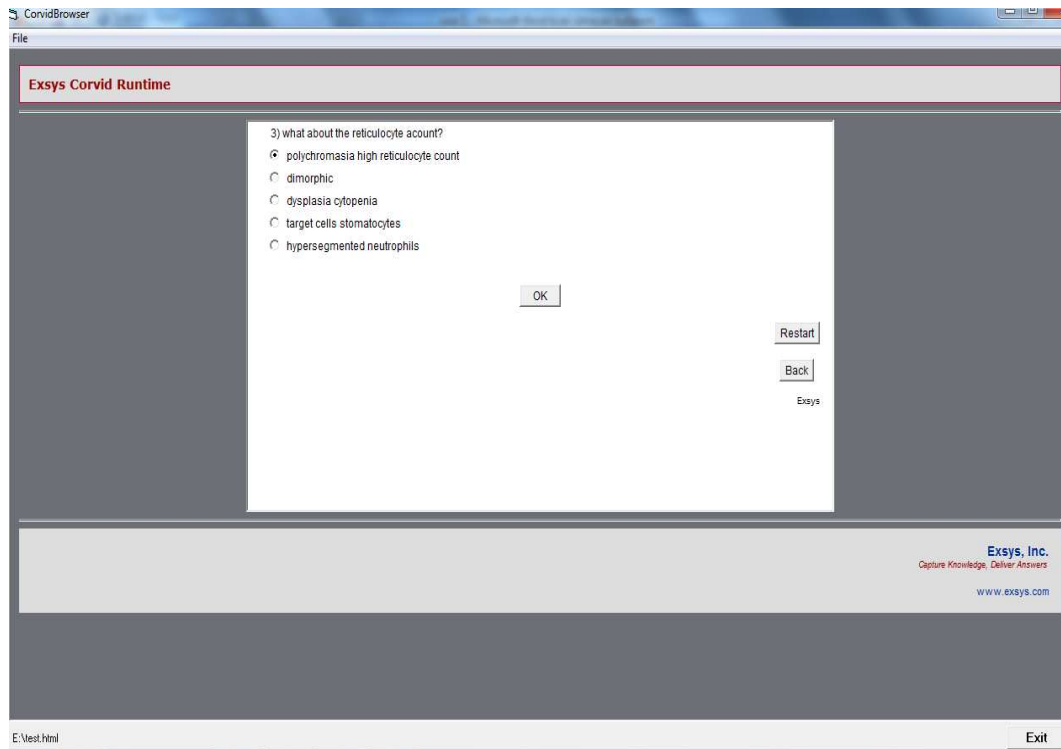 CorvidBrowser
File
Exsys Corvid Runtime
3) what about the reticulocyte acount?
polychromasia high reticulocyte count
dimorphic
dysplasia cytopenia
target cells stomatocytes
hypersegmented neutrophils
OK
Restart
Back
Exsys
Exsys, Inc.
Capture Knowledge, Deliver Answers
www.exsys.com
E:\test.html
Exit